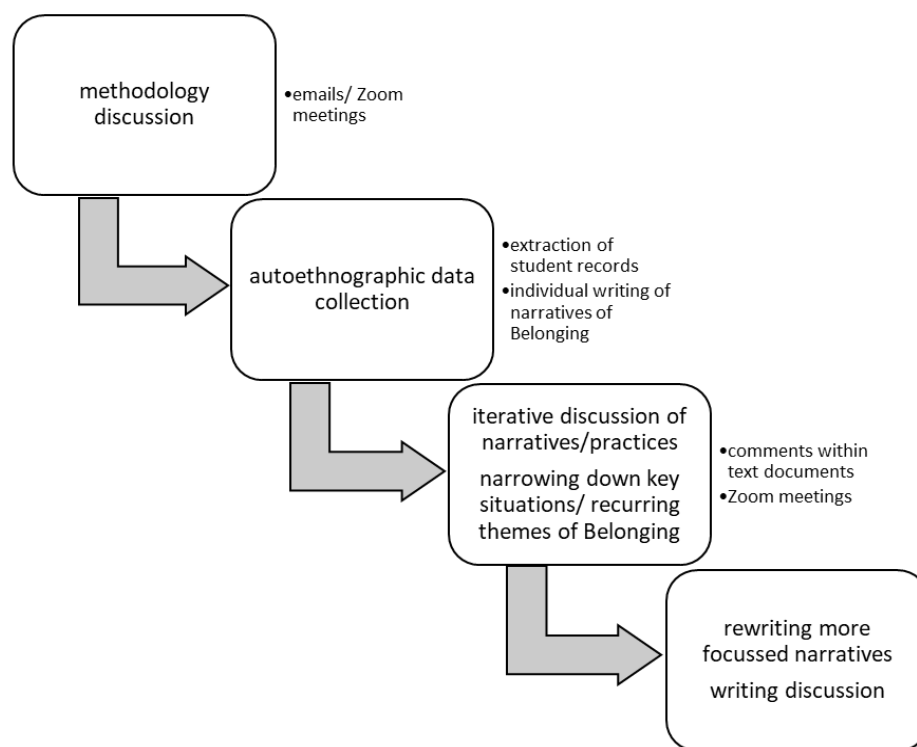 methodology
discussion
•emails/ Zoom
meetings
autoethnographic data
collection
•extraction of
student records
•individual writing of
narratives of
Belonging
iterative discussion of
narratives/practices
narrowing down key
situations/ recurring
themes of Belonging
•comments within
text documents
•Zoom meetings
rewriting more
focussed narratives
writing discussion